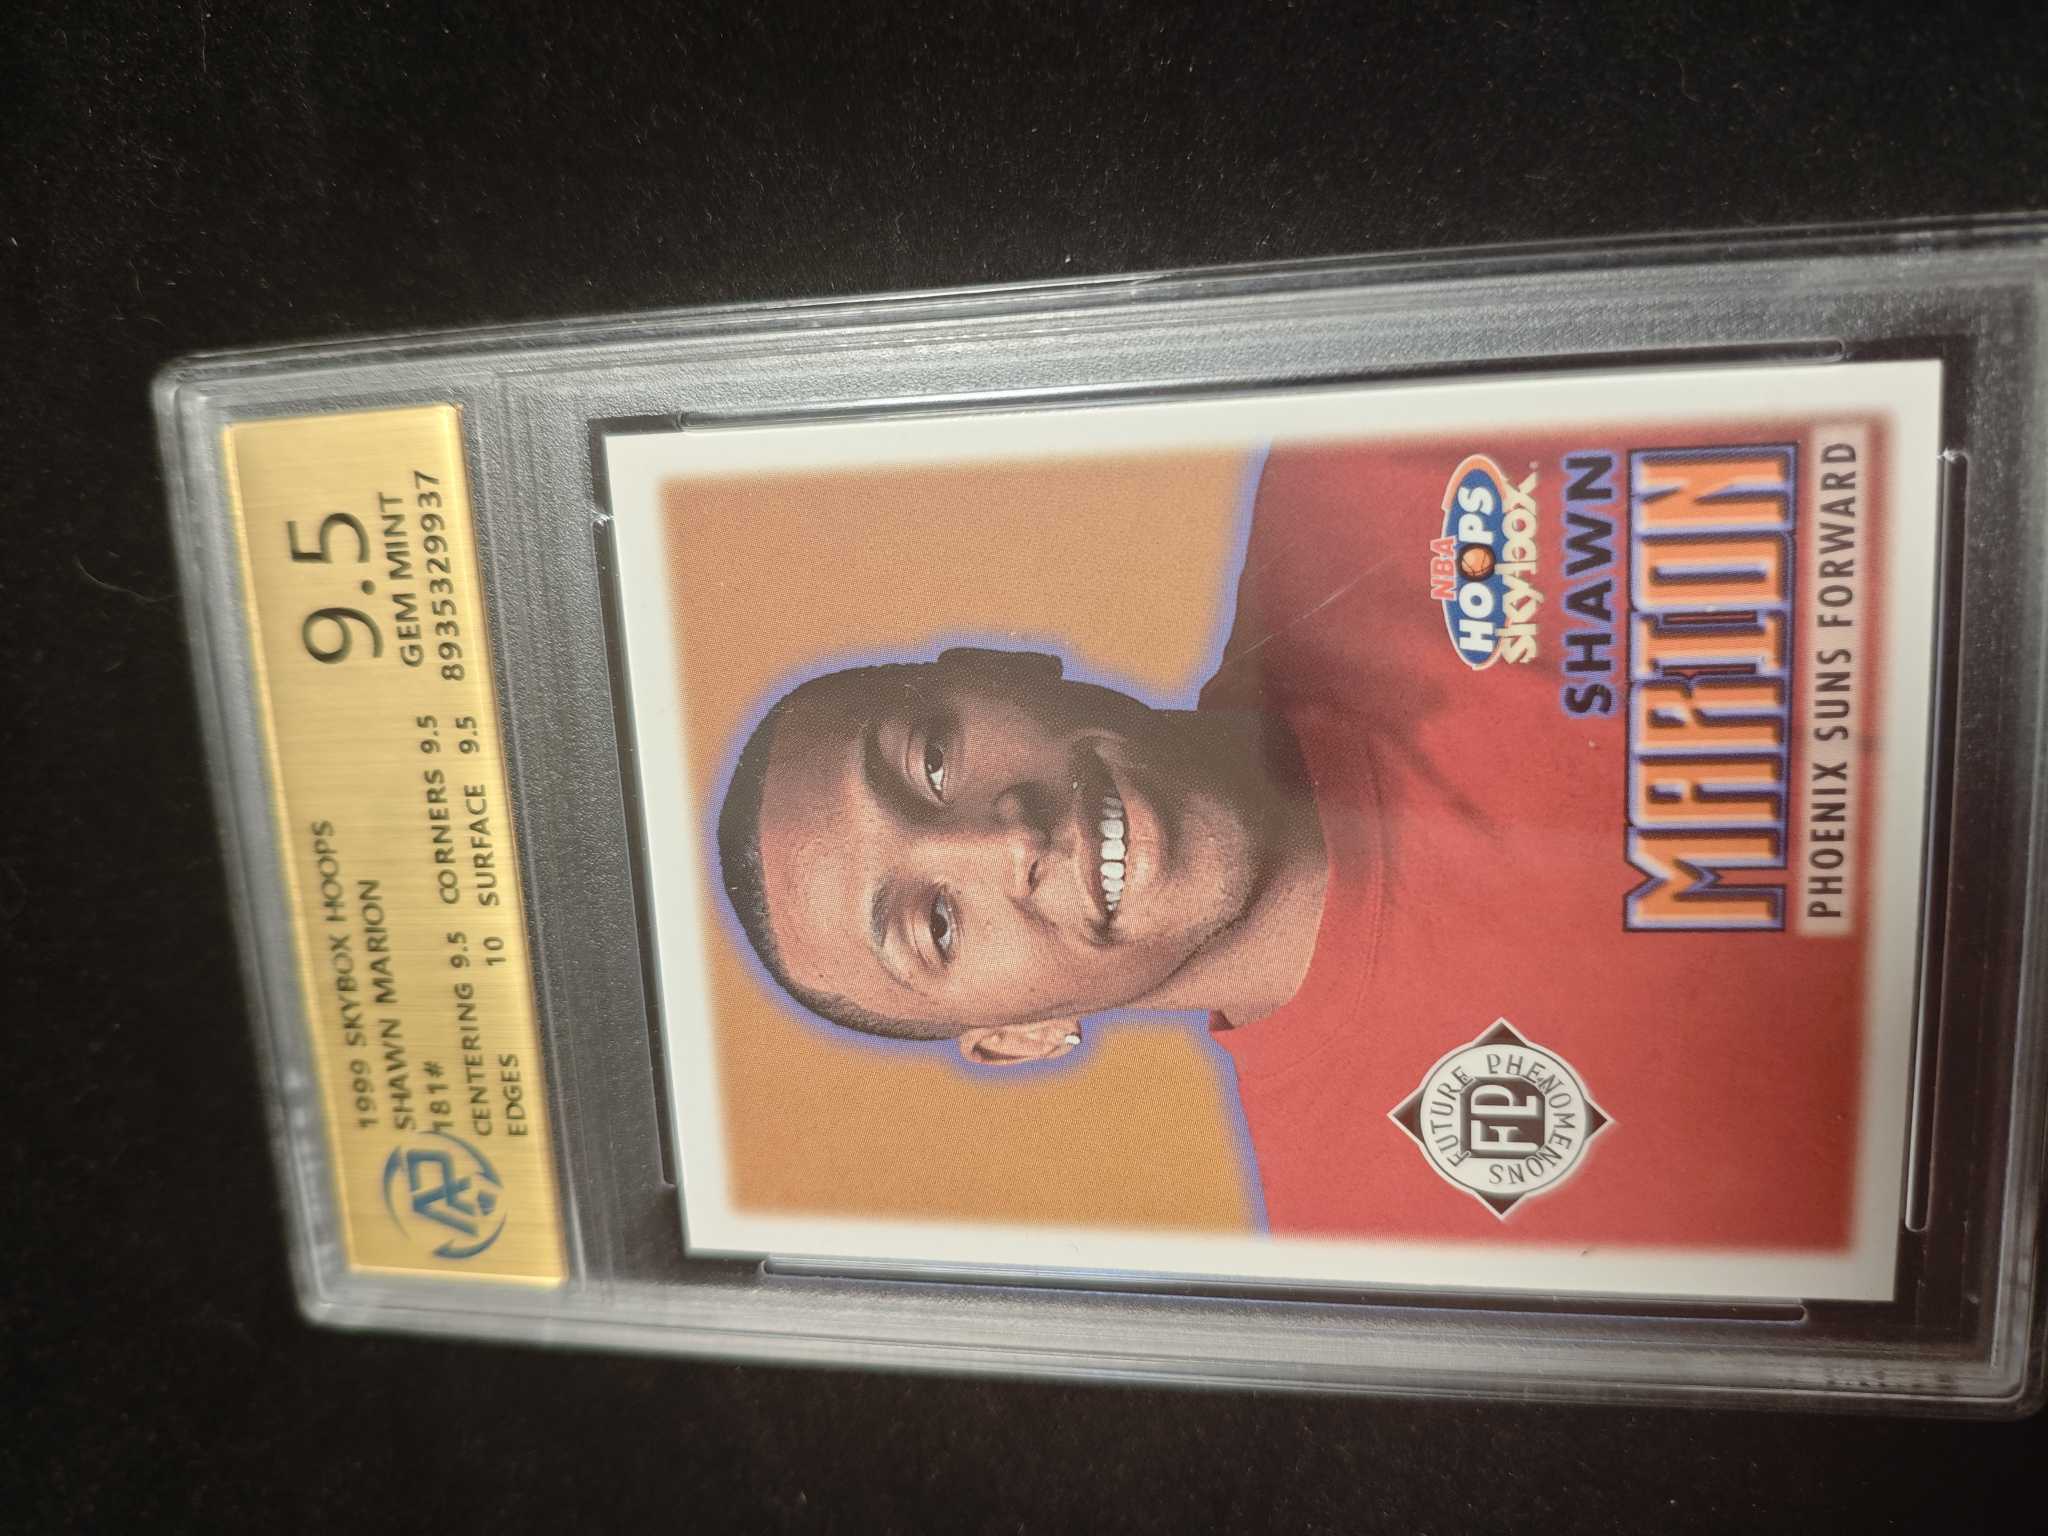 1999 SKYBOX HOOPS
SHAWN MARION
181#
CENTERING 9.5 CORNERS 9.5
EDGES 10 SURFACE 9.5
9.5
GEM MINT
8935329937
FUTURE PHENOMENONS
FP
NBA
HOOPS
SkyBox
SHAWN
MARION
PHOENIX SUNS FORWARD